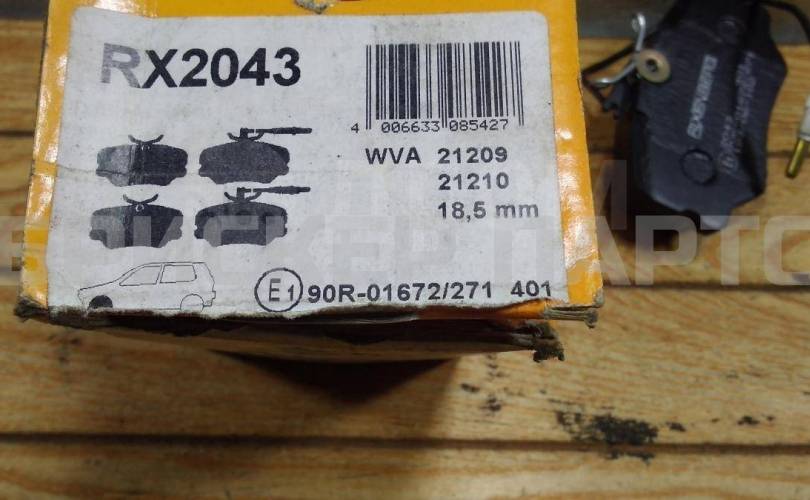 RX2043
4 006633 085427
WVA 21209
21210
18,5 mm
E1 90R-01672/271 401